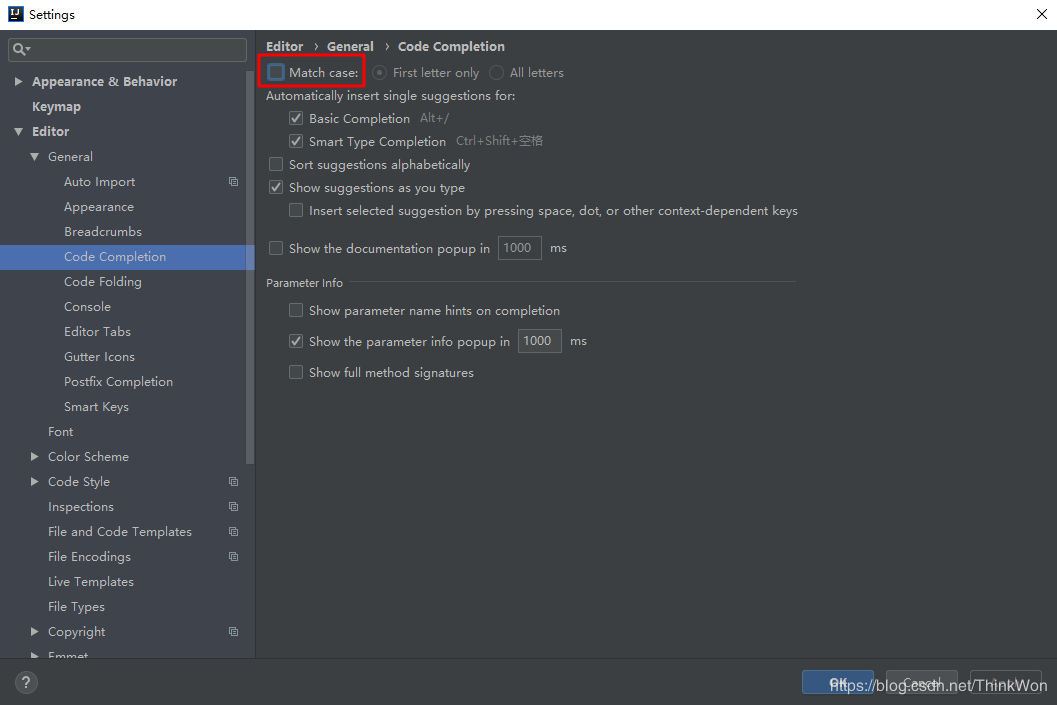 Settings
Editor › General › Code Completion
Match case: First letter only All letters
Automatically insert single suggestions for:
Basic Completion Alt+/
Smart Type Completion Ctrl+Shift+空格
Sort suggestions alphabetically
Show suggestions as you type
Insert selected suggestion by pressing space, dot, or other context-dependent keys
Show the documentation popup in 1000 ms
Parameter Info
Show parameter name hints on completion
Show the parameter info popup in 1000 ms
Show full method signatures
Appearance & Behavior
Keymap
Editor
General
Auto Import
Appearance
Breadcrumbs
Code Completion
Code Folding
Console
Editor Tabs
Gutter Icons
Postfix Completion
Smart Keys
Font
Color Scheme
Code Style
Inspections
File and Code Templates
File Encodings
Live Templates
File Types
Copyright
Emmet
?
OK Cancel
https://blog.csdn.net/ThinkWon